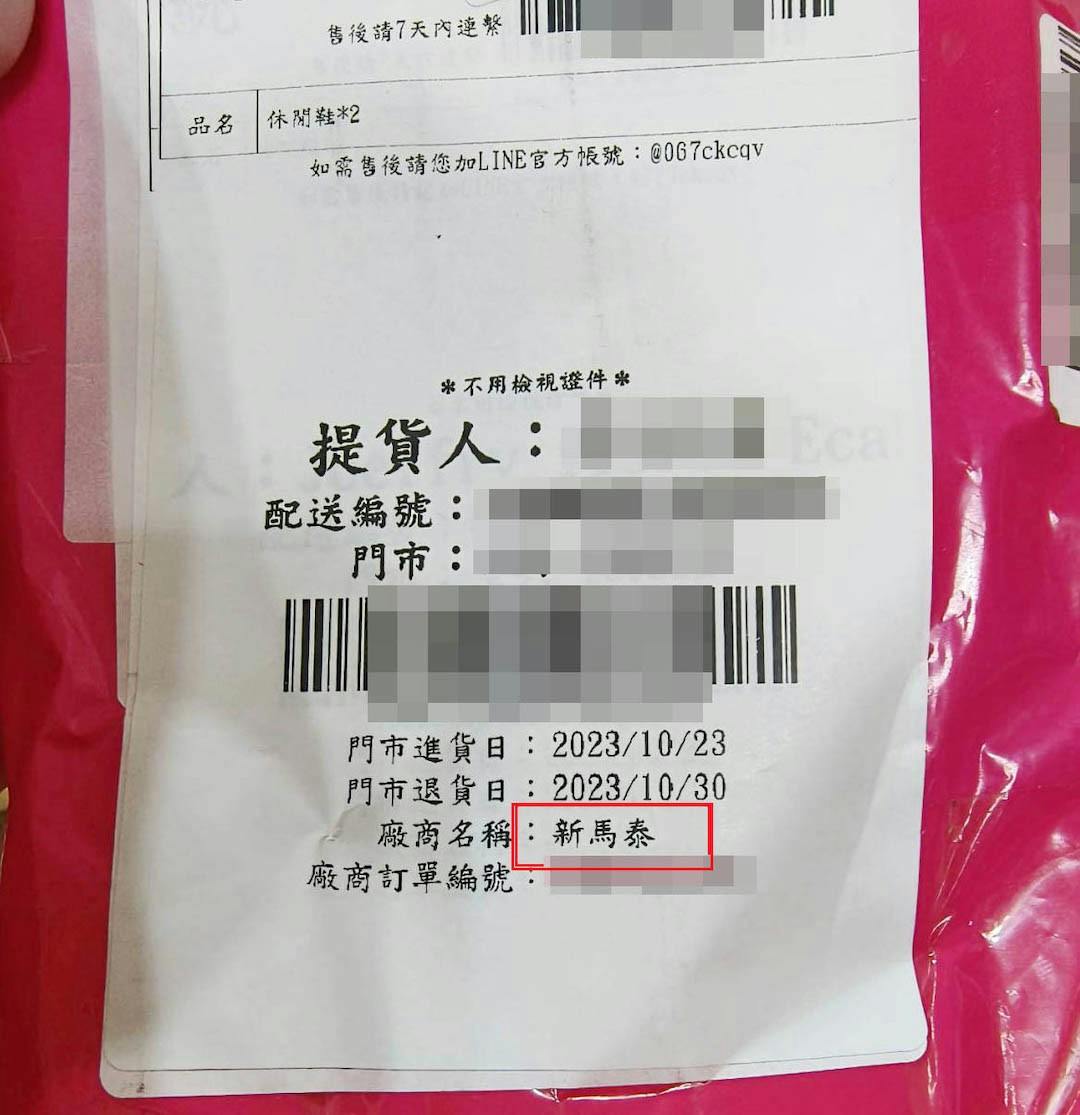 售後請7天內連繫
品名 休閒鞋*2
如需售後請您加LINE官方帳號：@067ckcqv
*不用檢視證件*
提貨人：
配送編號：
門市：
門市進貨日：2023/10/23
門市退貨日：2023/10/30
廠商名稱：新馬泰
廠商訂單編號：